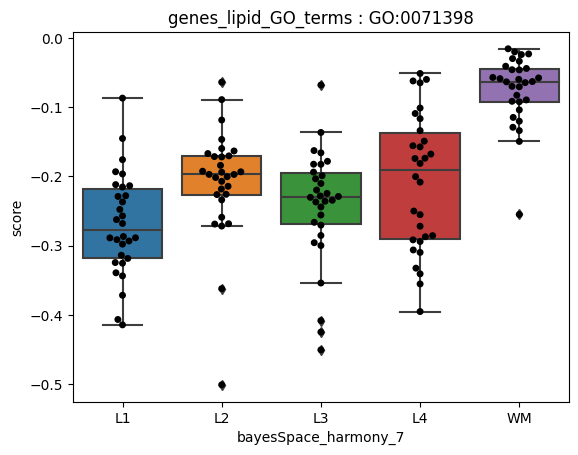 genes_lipid_GO_terms : GO:0071398
0.0
−0.1
−0.2
−0.3
−0.4
−0.5
score
L1 L2 L3 L4 WM
bayesSpace_harmony_7